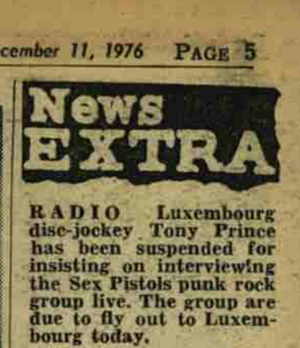 cember 11, 1976 PAGE 5
News
EXTRA
RADIO Luxembourg
disc-jockey Tony Prince
has been suspended for
insisting on interviewing
the Sex Pistols punk rock
group live. The group are
due to fly out to Luxem-
bourg today.